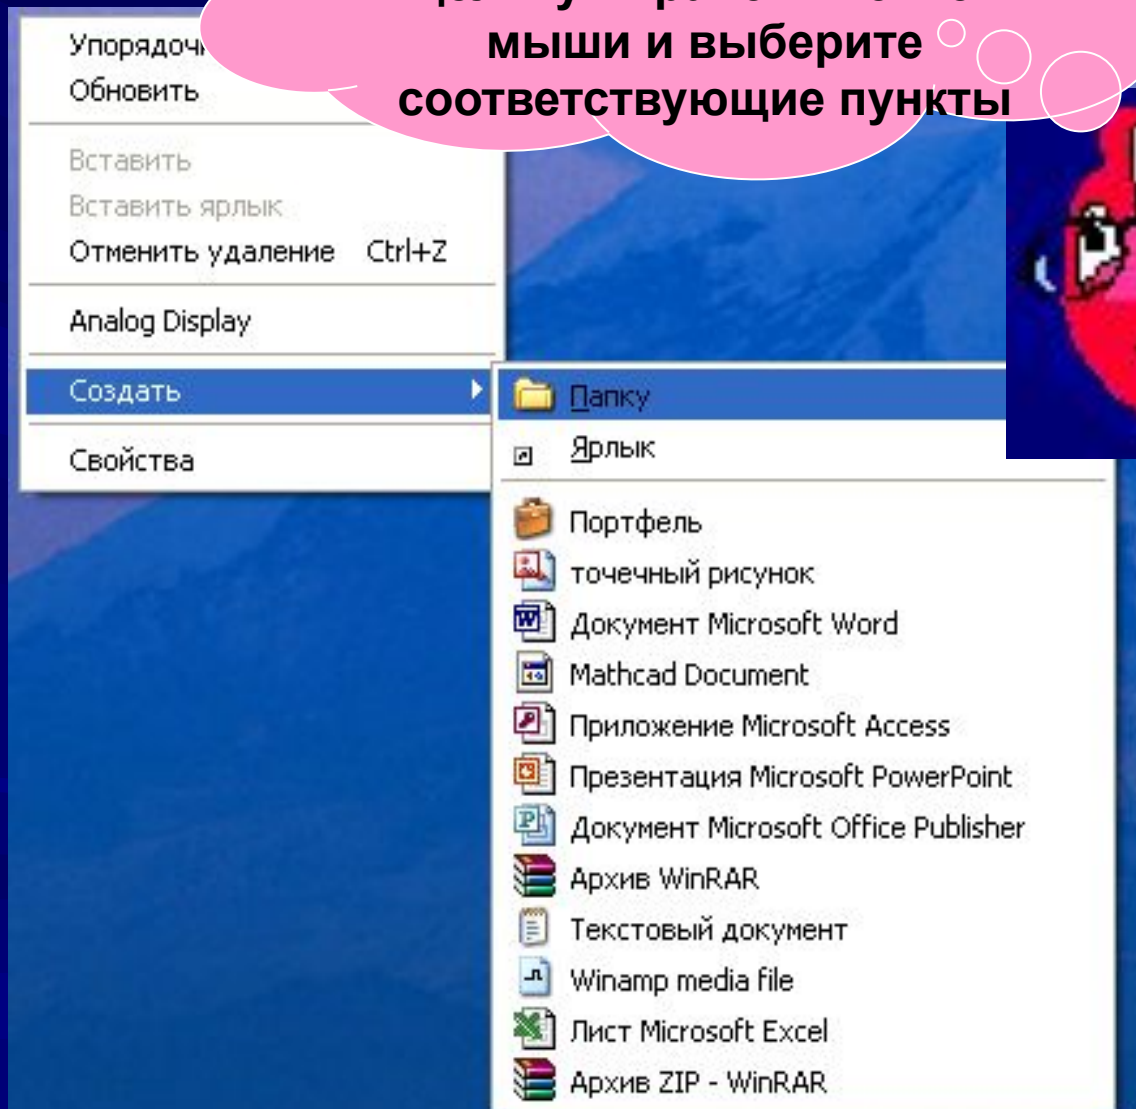 мыши и выберите
соответствующие пункты
Обновить
Вставить
Вставить ярлык
Отменить удаление Ctrl+Z
Analog Display
Создать
Свойства
Папку
Ярлык
Портфель
точечный рисунок
Документ Microsoft Word
Mathcad Document
Приложение Microsoft Access
Презентация Microsoft PowerPoint
Документ Microsoft Office Publisher
Архив WinRAR
Текстовый документ
Winamp media file
Лист Microsoft Excel
Архив ZIP - WinRAR